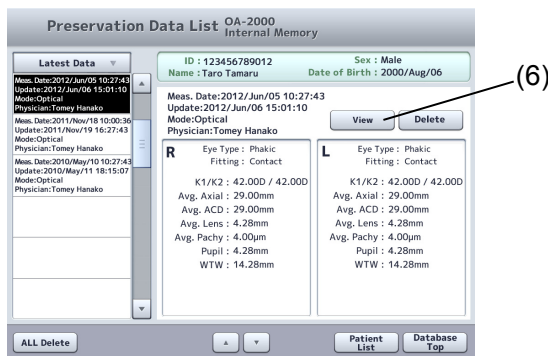 Preservation Data List OA-2000
Internal Memory
Latest Data ▼
Meas. Date:2012/Jun/05 10:27:43
Update:2012/Jun/06 15:01:10
Mode:Optical
Physician:Tomey Hanako
Meas. Date:2011/Nov/18 10:00:36
Update:2011/Nov/19 16:27:43
Mode:Optical
Physician:Tomey Hanako
Meas. Date:2010/May/10 10:27:43
Update:2010/May/11 18:15:07
Mode:Optical
Physician:Tomey Hanako
ID : 123456789012 Sex : Male
Name : Taro Tamaru Date of Birth : 2000/Aug/06
(6)
Meas. Date:2012/Jun/05 10:27:43
Update:2012/Jun/06 15:01:10
Mode:Optical
Physician:Tomey Hanako
View Delete
R
Eye Type : Phakic
Fitting : Contact
K1/K2 : 42.00D / 42.00D
Avg. Axial : 29.00mm
Avg. ACD : 29.00mm
Avg. Lens : 4.28mm
Avg. Pachy : 4.00μm
Pupil : 4.28mm
WTW : 14.28mm
L
Eye Type : Phakic
Fitting : Contact
K1/K2 : 42.00D / 42.00D
Avg. Axial : 29.00mm
Avg. ACD : 29.00mm
Avg. Lens : 4.28mm
Avg. Pachy : 4.00μm
Pupil : 4.28mm
WTW : 14.28mm
ALL Delete
▲ ▼
Patient
List
Database
Top